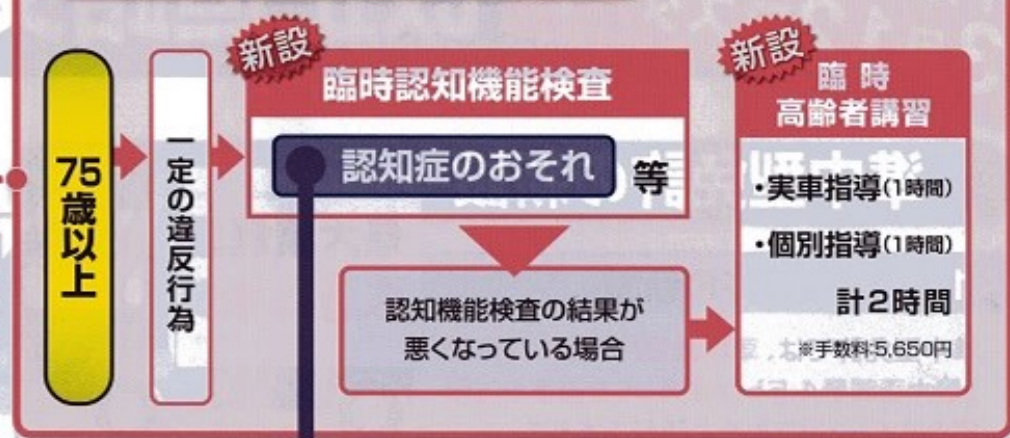 75歳以上
一定の違反行為
新設
臨時認知機能検査
認知症のおそれ 等
認知機能検査の結果が
悪くなっている場合
新設
臨時
高齢者講習
・実車指導(1時間)
・個別指導(1時間)
計2時間
※手数料:5,650円